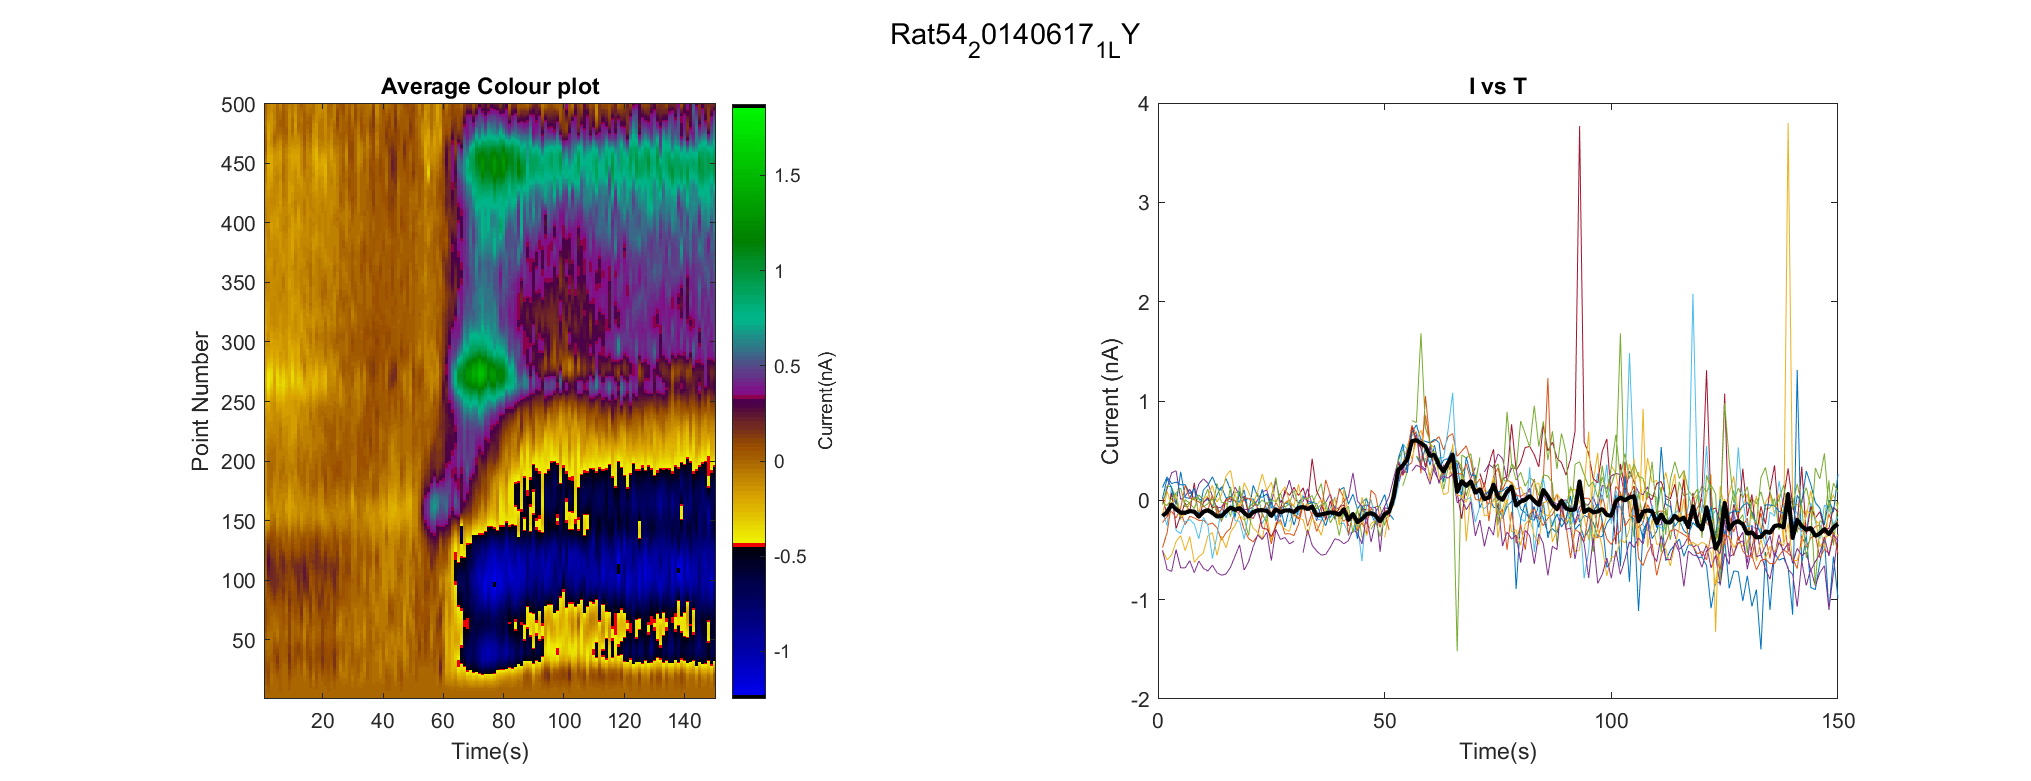 Rat54₂0140617₁LY
Average Colour plot
500
450
400
350
300
250
200
150
100
50
Point Number
20 40 60 80 100 120 140
Time(s)
1.5
1
0.5
0
-0.5
-1
Current(nA)
I vs T
4
3
2
1
0
-1
-2
Current (nA)
0 50 100 150
Time(s)